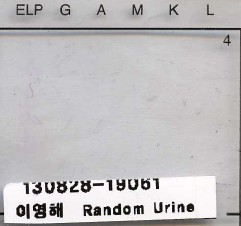 ELP G A M K L
4
130828-19061
이영해 Random Urine